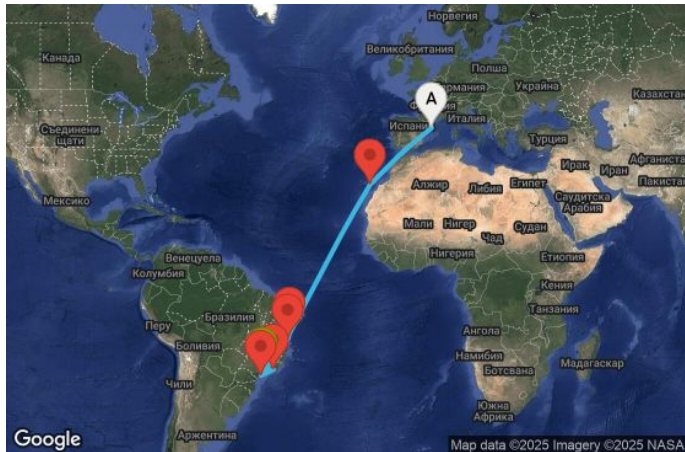 Норвегия
Великобритания
Канада
Полша
Украйна
Казахстан
A
Испани
Италия
Съединени
щати
Турция
Ирак
Иран
Афганистан
Пакистан
Алжир
Либия
Египет
Саудитска
Арабия
Мексико
Мали
Нигер
Чад
Судан
Нигерия
Етиопия
Венецуела
Колумбия
Кения
Танзания
Бразилия
Перу
Боливия
Ангола
Намибия
Ботсвана
Мадагаскар
Чили
Южна
Африка
Аржентина
Google
Map data ©2025 Imagery ©2025 NASA